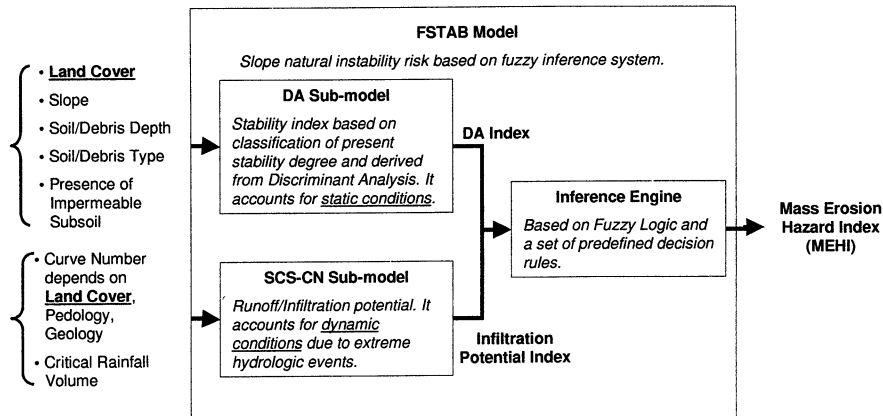 FSTAB Model
Slope natural instability risk based on fuzzy inference system.
• Land Cover
• Slope
• Soil/Debris Depth
• Soil/Debris Type
• Presence of
Impermeable
Subsoil
DA Sub-model
Stability index based on
classification of present
stability degree and derived
from Discriminant Analysis. It
accounts for static conditions.
DA Index
• Curve Number
depends on
Land Cover,
Pedology,
Geology
• Critical Rainfall
Volume
SCS-CN Sub-model
Runoff/Infiltration potential. It
accounts for dynamic
conditions due to extreme
hydrologic events.
Infiltration
Potential Index
Inference Engine
Based on Fuzzy Logic and
a set of predefined decision
rules.
Mass Erosion
Hazard Index
(MEHI)